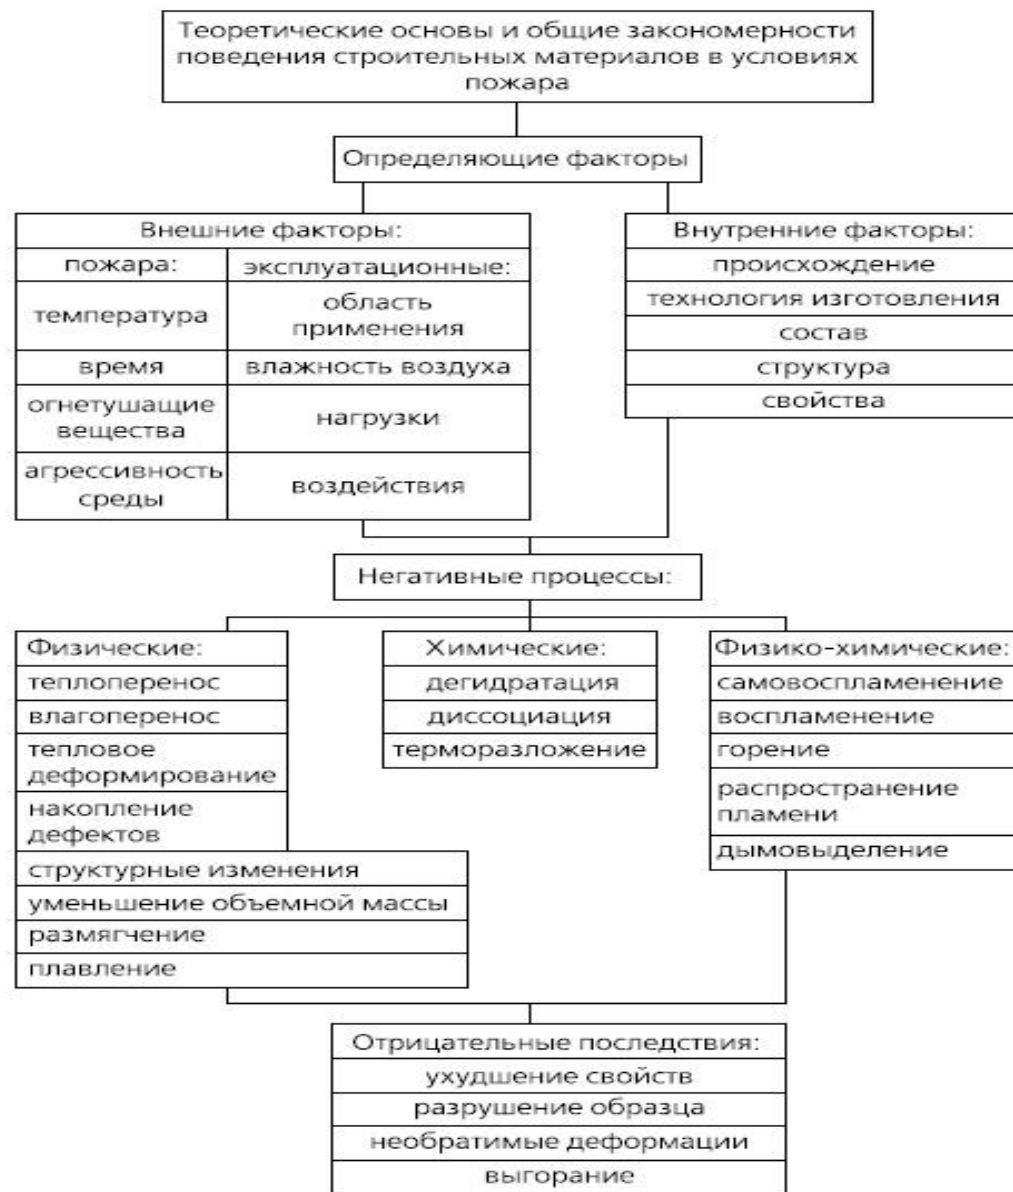 Теоретические основы и общие закономерности
поведения строительных материалов в условиях
пожара
Определяющие факторы
Внешние факторы:
пожара:
эксплуатационные:
температура
область
применения
время
влажность воздуха
огнетушащие
вещества
нагрузки
агрессивность
среды
воздействия
Внутренние факторы:
происхождение
технология изготовления
состав
структура
свойства
Негативные процессы:
Физические:
теплоперенос
влагоперенос
тепловое
деформирование
накопление
дефектов
структурные изменения
уменьшение объемной массы
размягчение
плавление
Химические:
дегидратация
диссоциация
терморазложение
Физико-химические:
самовоспламенение
воспламенение
горение
распространение
пламени
дымовыделение
Отрицательные последствия:
ухудшение свойств
разрушение образца
необратимые деформации
выгорание